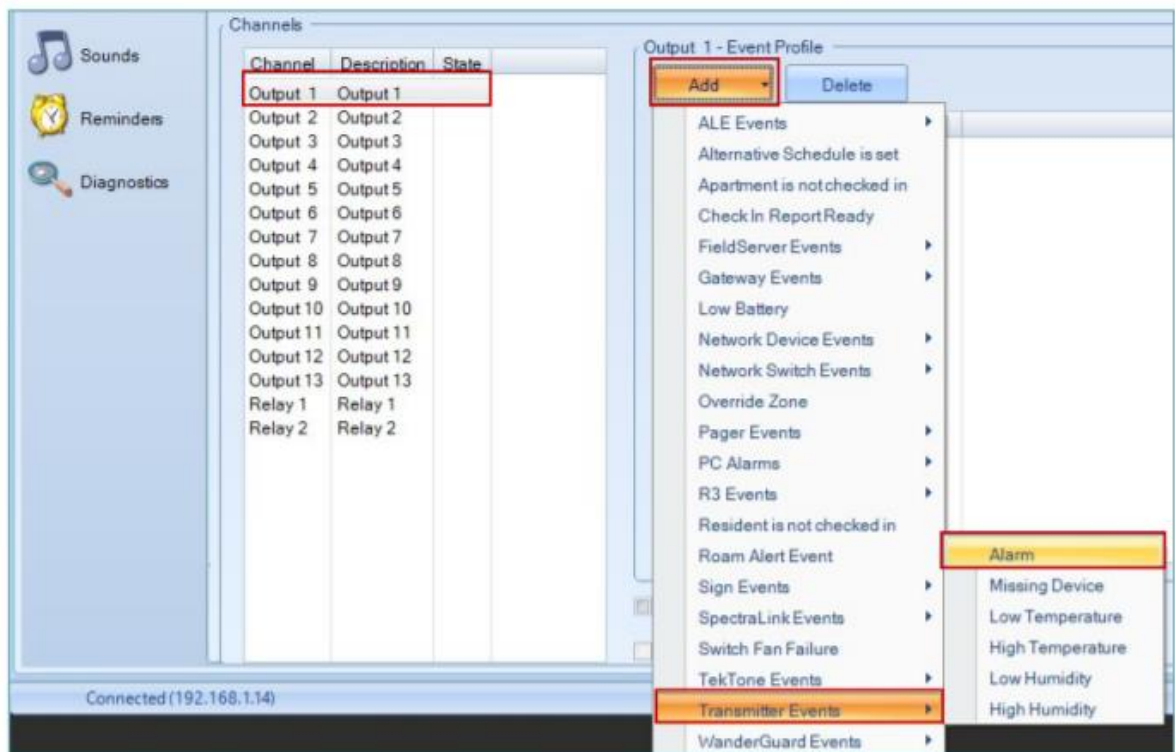 Sounds
Reminders
Diagnostics
Channels
Channel Description State
Output 1 Output 1
Output 2 Output 2
Output 3 Output 3
Output 4 Output 4
Output 5 Output 5
Output 6 Output 6
Output 7 Output 7
Output 8 Output 8
Output 9 Output 9
Output 10 Output 10
Output 11 Output 11
Output 12 Output 12
Output 13 Output 13
Relay 1 Relay 1
Relay 2 Relay 2
Output 1 - Event Profile
Add Delete
ALE Events
Alternative Schedule is set
Apartment is not checked in
Check In Report Ready
FieldServer Events
Gateway Events
Low Battery
Network Device Events
Network Switch Events
Override Zone
Pager Events
PC Alarms
R3 Events
Resident is not checked in
Roam Alert Event
Sign Events
SpectraLink Events
Switch Fan Failure
TekTone Events
Transmitter Events
WanderGuard Events
Alarm
Missing Device
Low Temperature
High Temperature
Low Humidity
High Humidity
Connected (192.168.1.14)